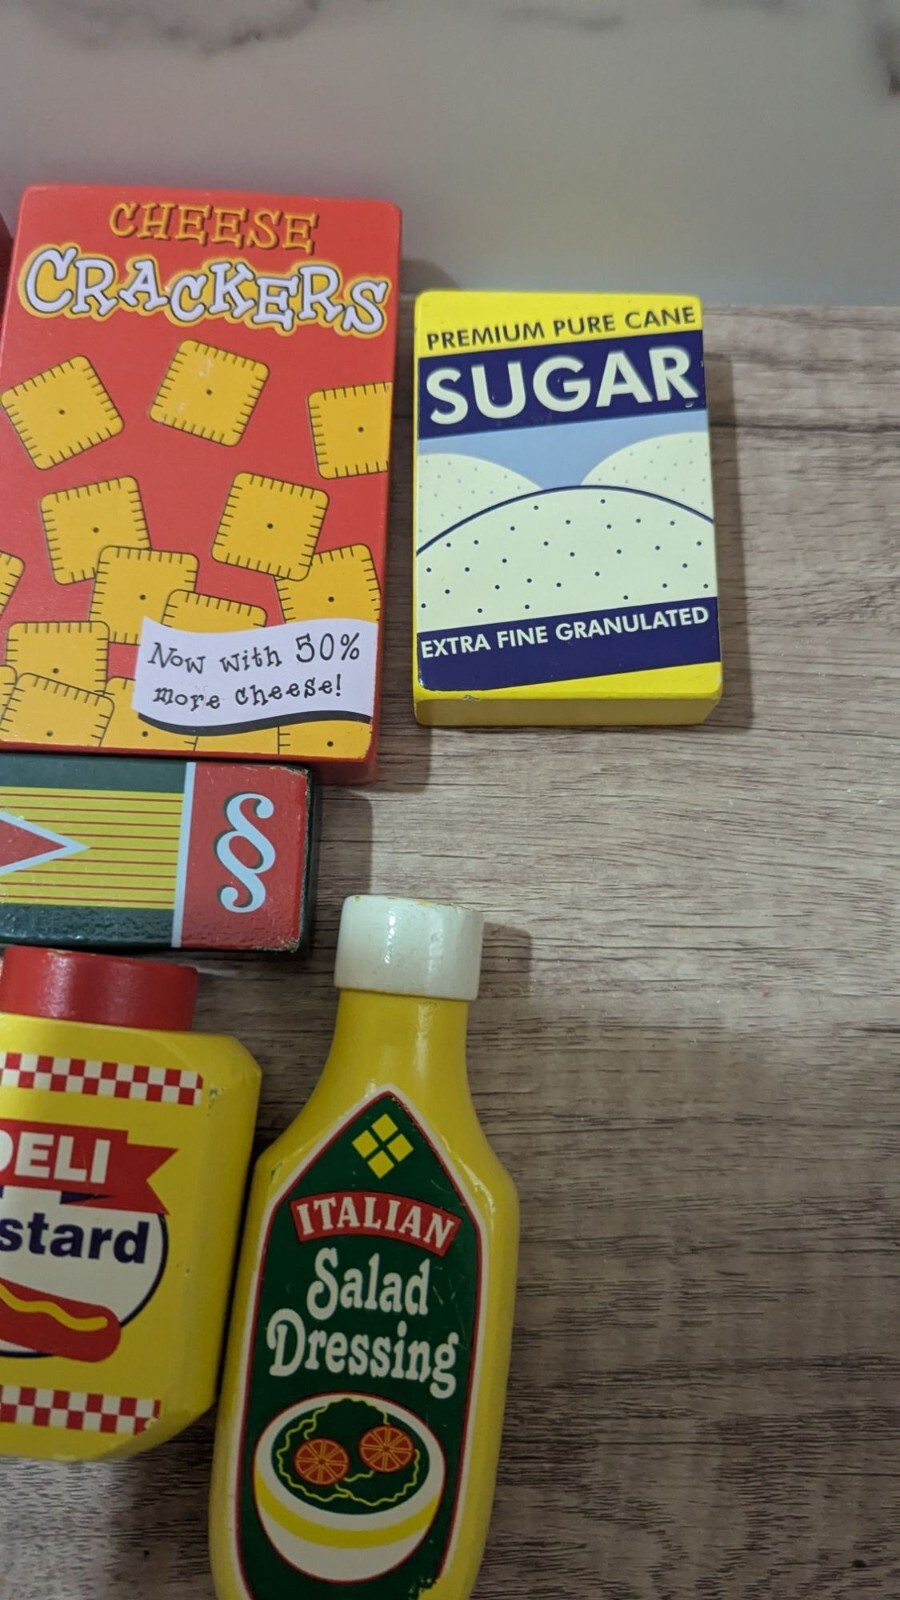 CHEESE
CRACKERS
Now with 50%
more cheese!
PREMIUM PURE CANE
SUGAR
EXTRA FINE GRANULATED
§
DELI
stard
ITALIAN
Salad
Dressing